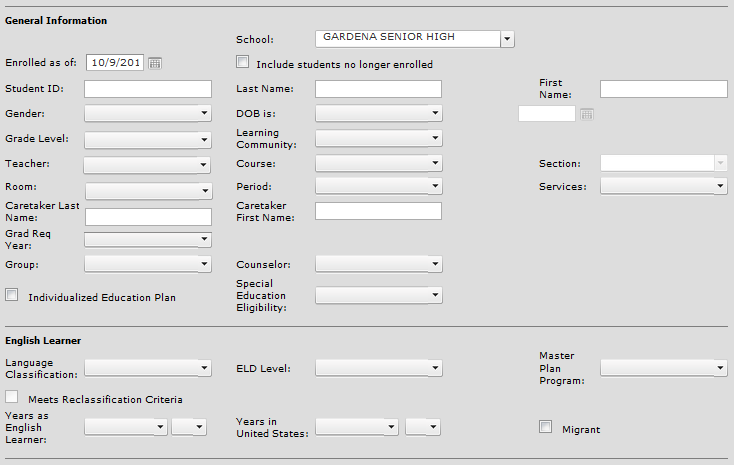 General Information
School: GARDENA SENIOR HIGH
Enrolled as of: 10/9/201
Include students no longer enrolled
Student ID: Last Name: First Name:
Gender: DOB is:
Grade Level: Learning Community:
Teacher: Course: Section:
Room: Period: Services:
Caretaker Last Name: Caretaker First Name:
Grad Req Year:
Group: Counselor:
Individualized Education Plan Special Education Eligibility:
English Learner
Language Classification: ELD Level: Master Plan Program:
Meets Reclassification Criteria
Years as English Learner: Years in United States: Migrant